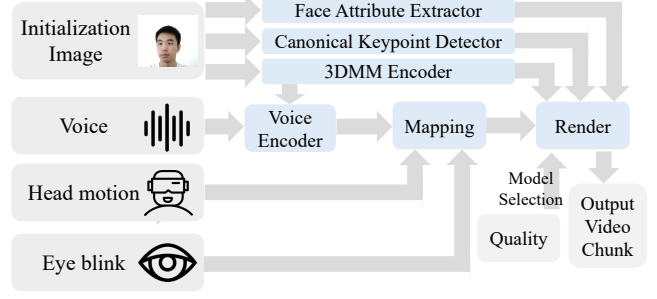 Initialization
Image
Face Attribute Extractor
Canonical Keypoint Detector
3DMM Encoder
Voice
Voice
Encoder
Mapping
Render
Head motion
Eye blink
Model
Selection
Quality
Output
Video
Chunk